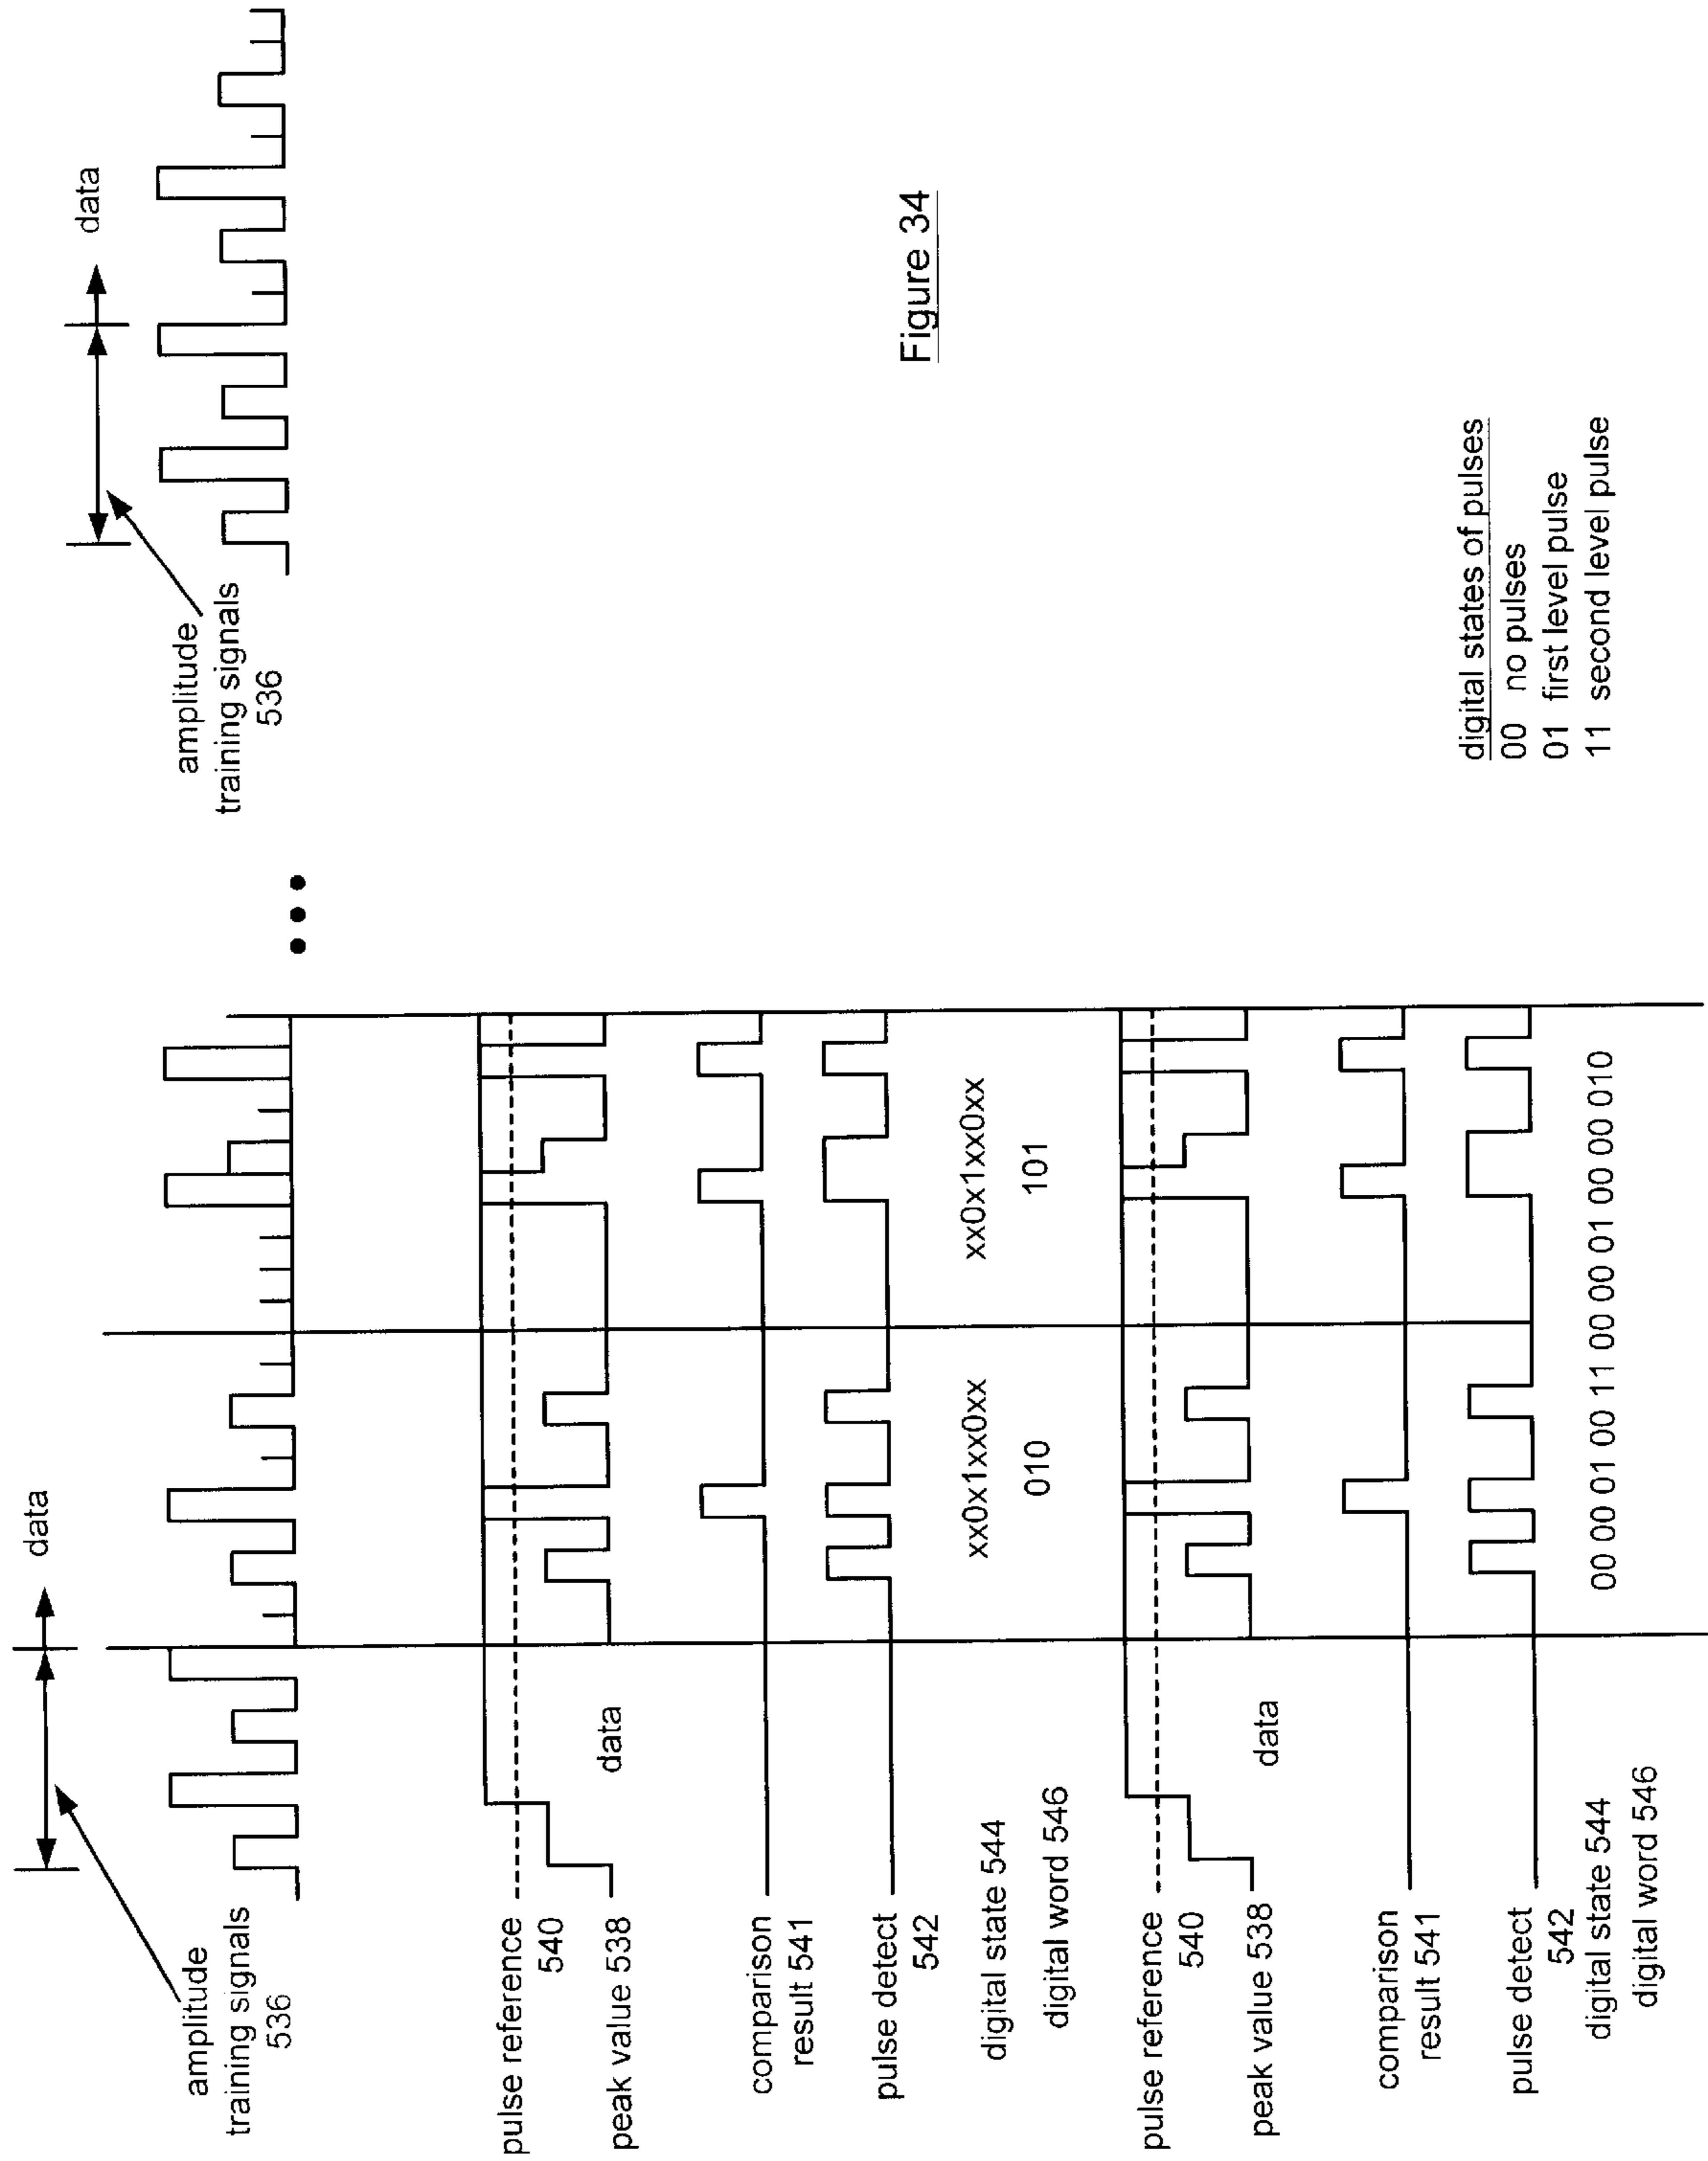 data
data
amplitude
training signals
536
amplitude
training signals
536
pulse reference
540
data
peak value 538
comparison
result 541
pulse detect
542
digital state 544
xx0x1xx0xx
xx0x1xx0xx
digital word 546
010
101
pulse reference
540
data
peak value 538
comparison
result 541
pulse detect
542
digital state 544
00 00 01 00 11 00 00 01 00 00 010
digital word 546
Figure 34
digital states of pulses
00 no pulses
01 first level pulse
11 second level pulse